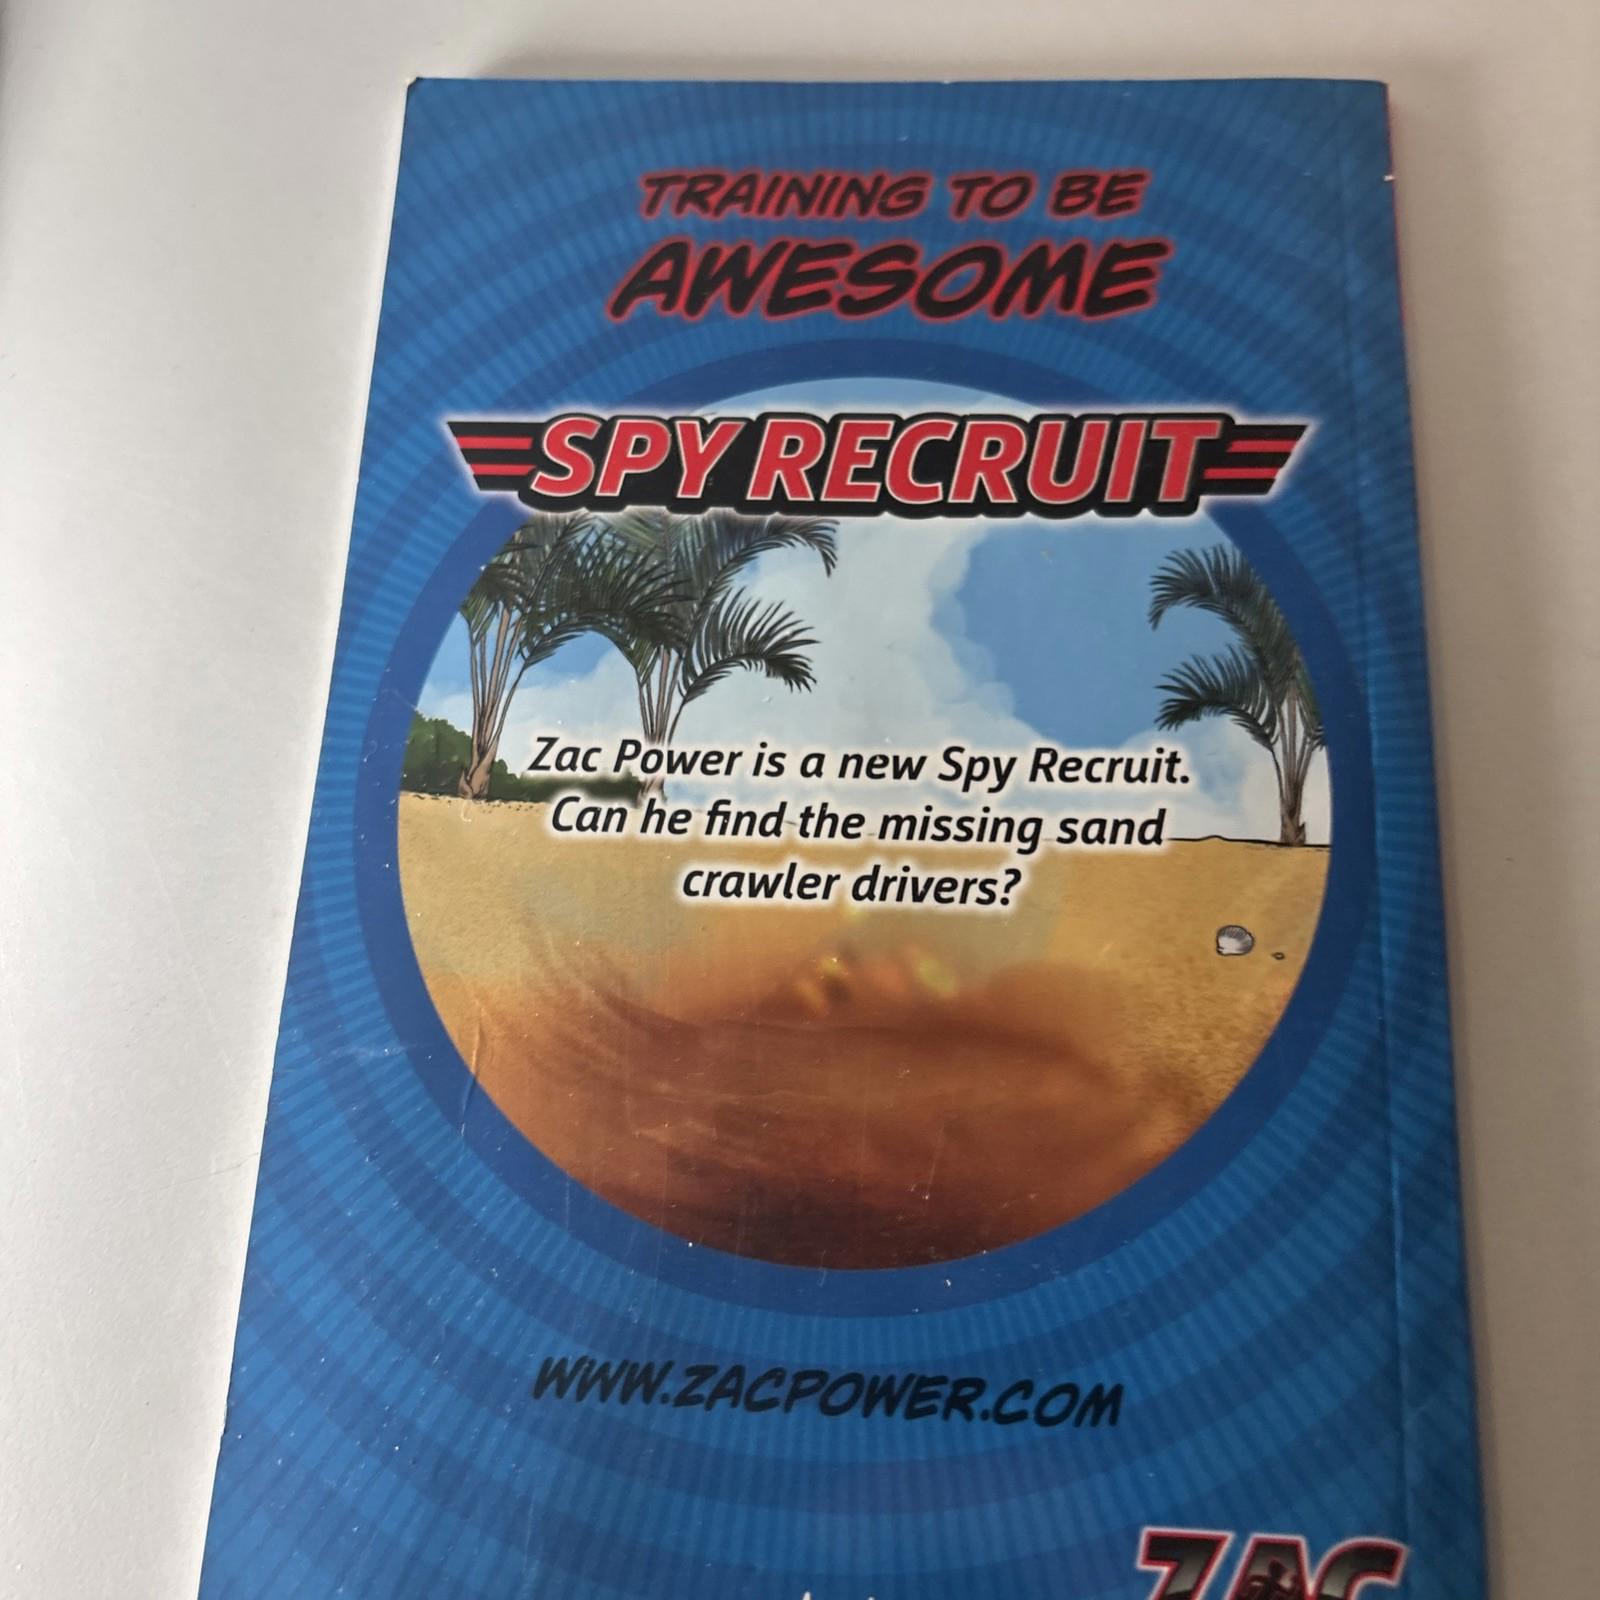 TRAINING TO BE
AWESOME
SPY RECRUIT
Zac Power is a new Spy Recruit.
Can he find the missing sand
crawler drivers?
WWW.ZACPOWER.COM
ZAC